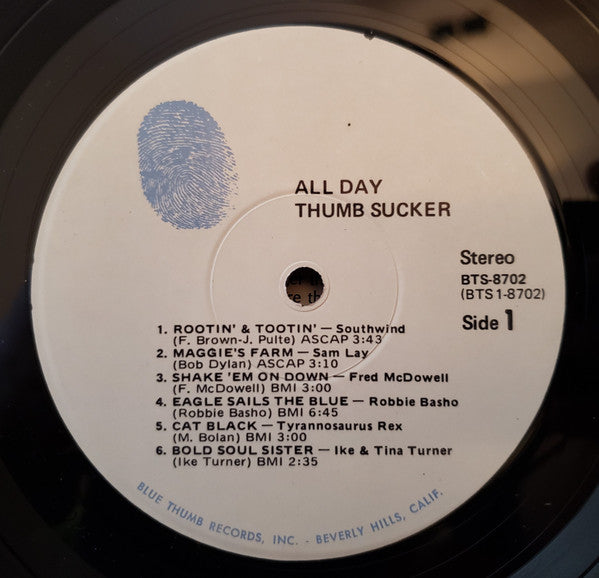 ALL DAY
THUMB SUCKER
Stereo
BTS-8702
(BTS 1-8702)
Side 1
1. ROOTIN' & TOOTIN' — Southwind
(F. Brown-J. Pulte) ASCAP 3:43
2. MAGGIE'S FARM — Sam Lay
(Bob Dylan) ASCAP 3:10
3. SHAKE 'EM ON DOWN — Fred McDowell
(F. McDowell) BMI 3:00
4. EAGLE SAILS THE BLUE — Robbie Basho
(Robbie Basho) BMI 6:45
5. CAT BLACK — Tyrannosaurus Rex
(M. Bolan) BMI 3:00
6. BOLD SOUL SISTER — Ike & Tina Turner
(Ike Turner) BMI 2:35
BLUE THUMB RECORDS, INC. - BEVERLY HILLS, CALIF.